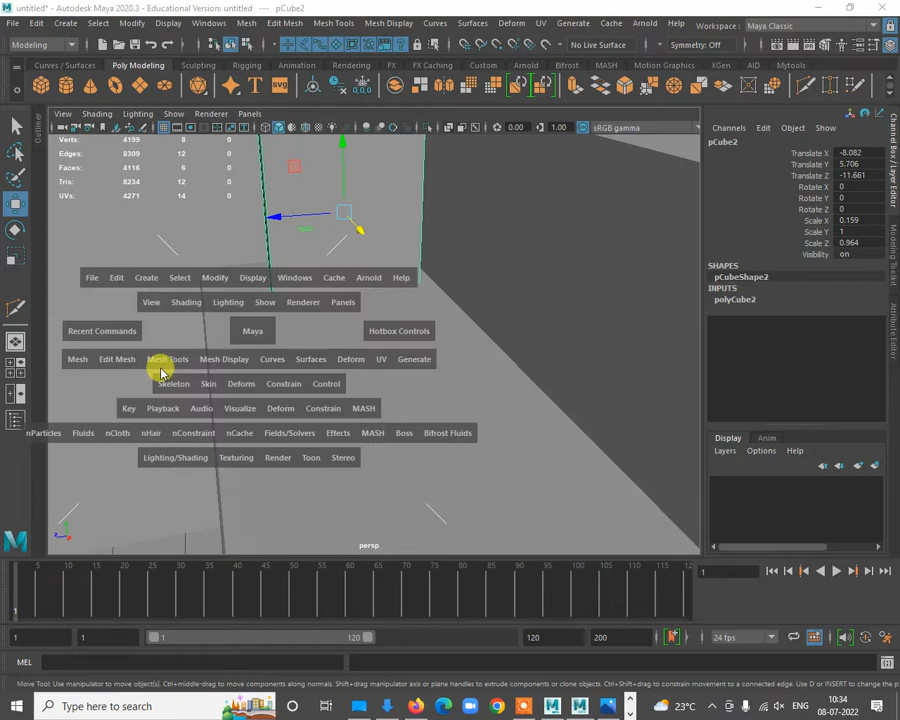 untitled* - Autodesk Maya 2020.3 - Educational Version: untitled --- pCube2
File Edit Create Select Modify Display Windows Mesh Edit Mesh Mesh Tools Mesh Display Curves Surfaces Deform UV Generate Cache Arnold Help
Workspace : Maya Classic
Modeling
No Live Surface
Symmetry: Off
Curves / Surfaces Poly Modeling Sculpting Rigging Animation Rendering FX FX Caching Custom Arnold Bifrost MASH Motion Graphics XGen AID Mytools
0,0,0
View Shading Lighting Show Renderer Panels
0.00 1.00 sRGB gamma
Outliner
Verts: 4199 8
Edges: 8309 12
Faces: 4116 6
Tris: 8234 12
UVs: 4271 14
File Edit Create Select Modify Display Windows Cache Arnold Help
View Shading Lighting Show Renderer Panels
Recent Commands Maya Hotbox Controls
Mesh Edit Mesh Mesh Tools Mesh Display Curves Surfaces Deform UV Generate
Skeleton Skin Deform Constrain Control
Key Playback Audio Visualize Deform Constrain MASH
nParticles Fluids nCloth nHair nConstraint nCache Fields/Solvers Effects MASH Boss Bifrost Fluids
Lighting/Shading Texturing Render Toon Stereo
persp
Channels Edit Object Show
pCube2
Translate X -8.082
Translate Y 5.706
Translate Z -11.661
Rotate X 0
Rotate Y 0
Rotate Z 0
Scale X 0.159
Scale Y 1
Scale Z 0.964
Visibility on
SHAPES
pCubeShape2
INPUTS
polyCube2
Channel Box / Layer Editor
Modeling Toolkit
Attribute Editor
Display Anim
Layers Options Help
5 10 15 20 25 30 35 40 45 50 55 60 65 70 75 80 85 90 95 100 105 110 115 12
1
1
1 1 1 120 120 200 24 fps
MEL
Move Tool: Use manipulator to move object(s). Ctrl+middle-drag to move components along normals. Shift+drag manipulator axis or plane handles to extrude components or clone objects. Ctrl+Shift+drag to constrain movement to a connected edge. Use D or INSERT to change the p
Type here to search
23°C
10:34
08-07-2022